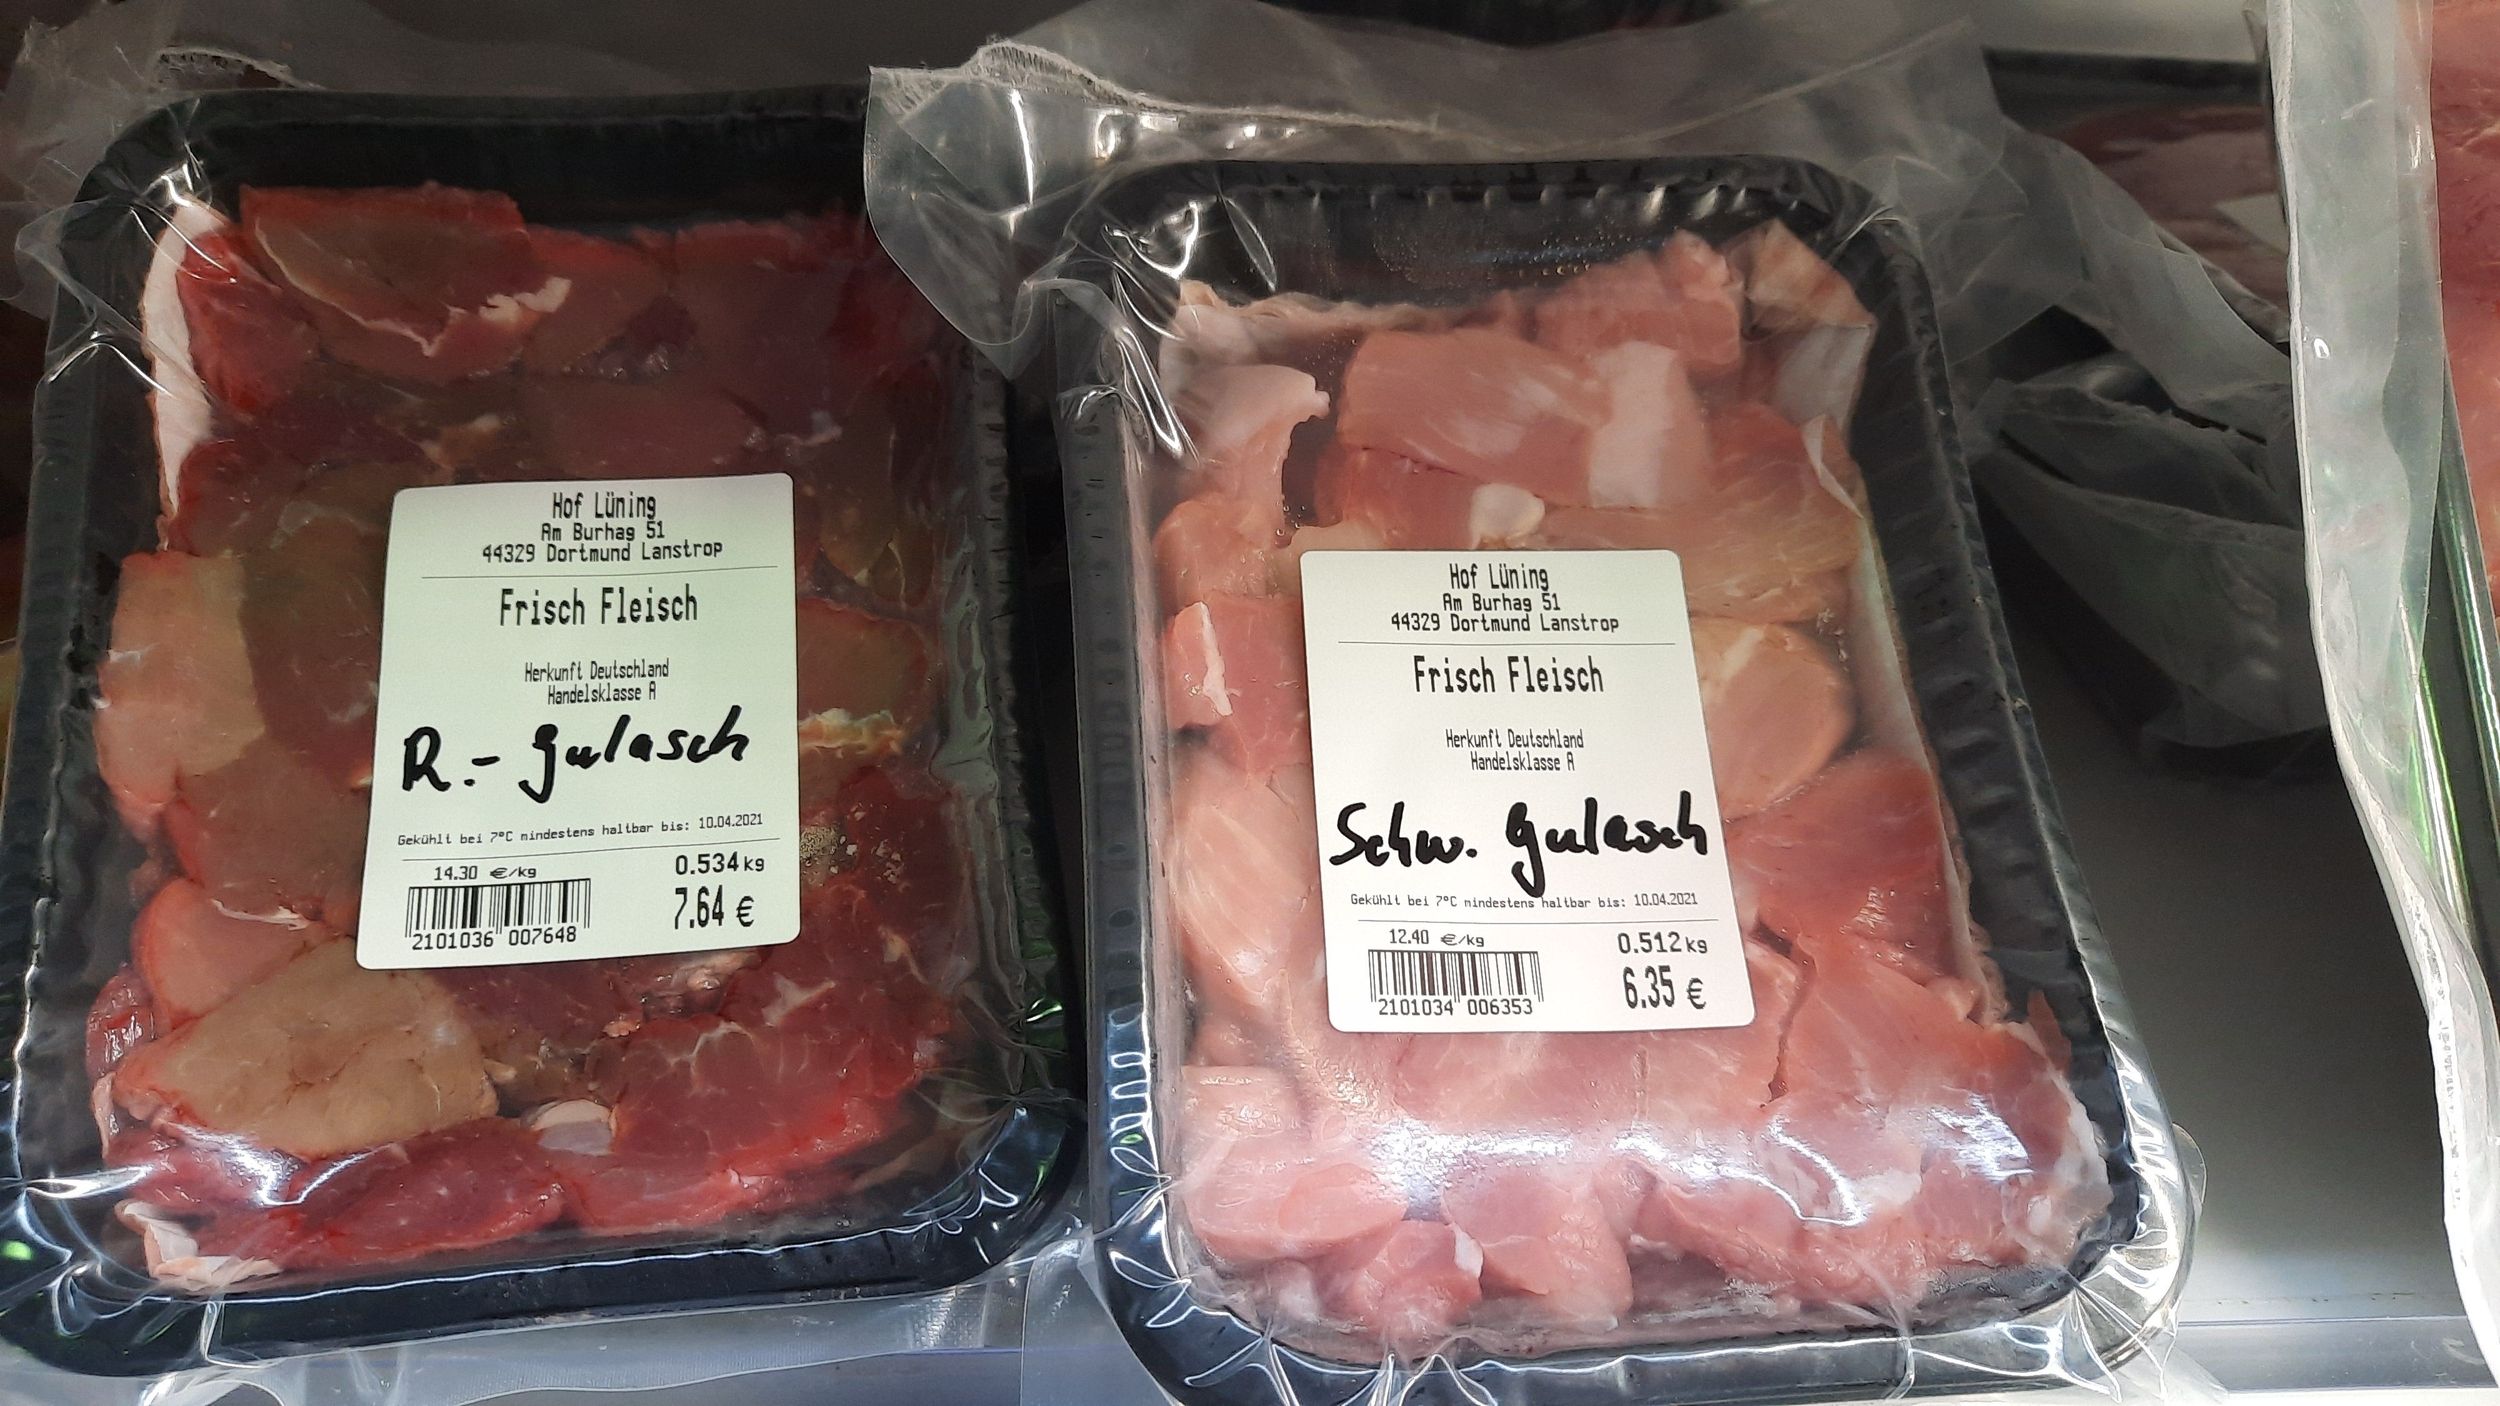 Hof Lüning
Am Burhag 51
44329 Dortmund Lanstrop
Frisch Fleisch
Herkunft Deutschland
Handelsklasse A
R.- Gulasch
Gekühlt bei 7°C mindestens haltbar bis: 10.04.2021
14.30 €/kg 0.534 kg
7.64 €
2101036 007648
Hof Lüning
Am Burhag 51
44329 Dortmund Lanstrop
Frisch Fleisch
Herkunft Deutschland
Handelsklasse A
Schw. Gulasch
Gekühlt bei 7°C mindestens haltbar bis: 10.04.2021
12.40 €/kg 0.512 kg
6.35 €
2101034 006353